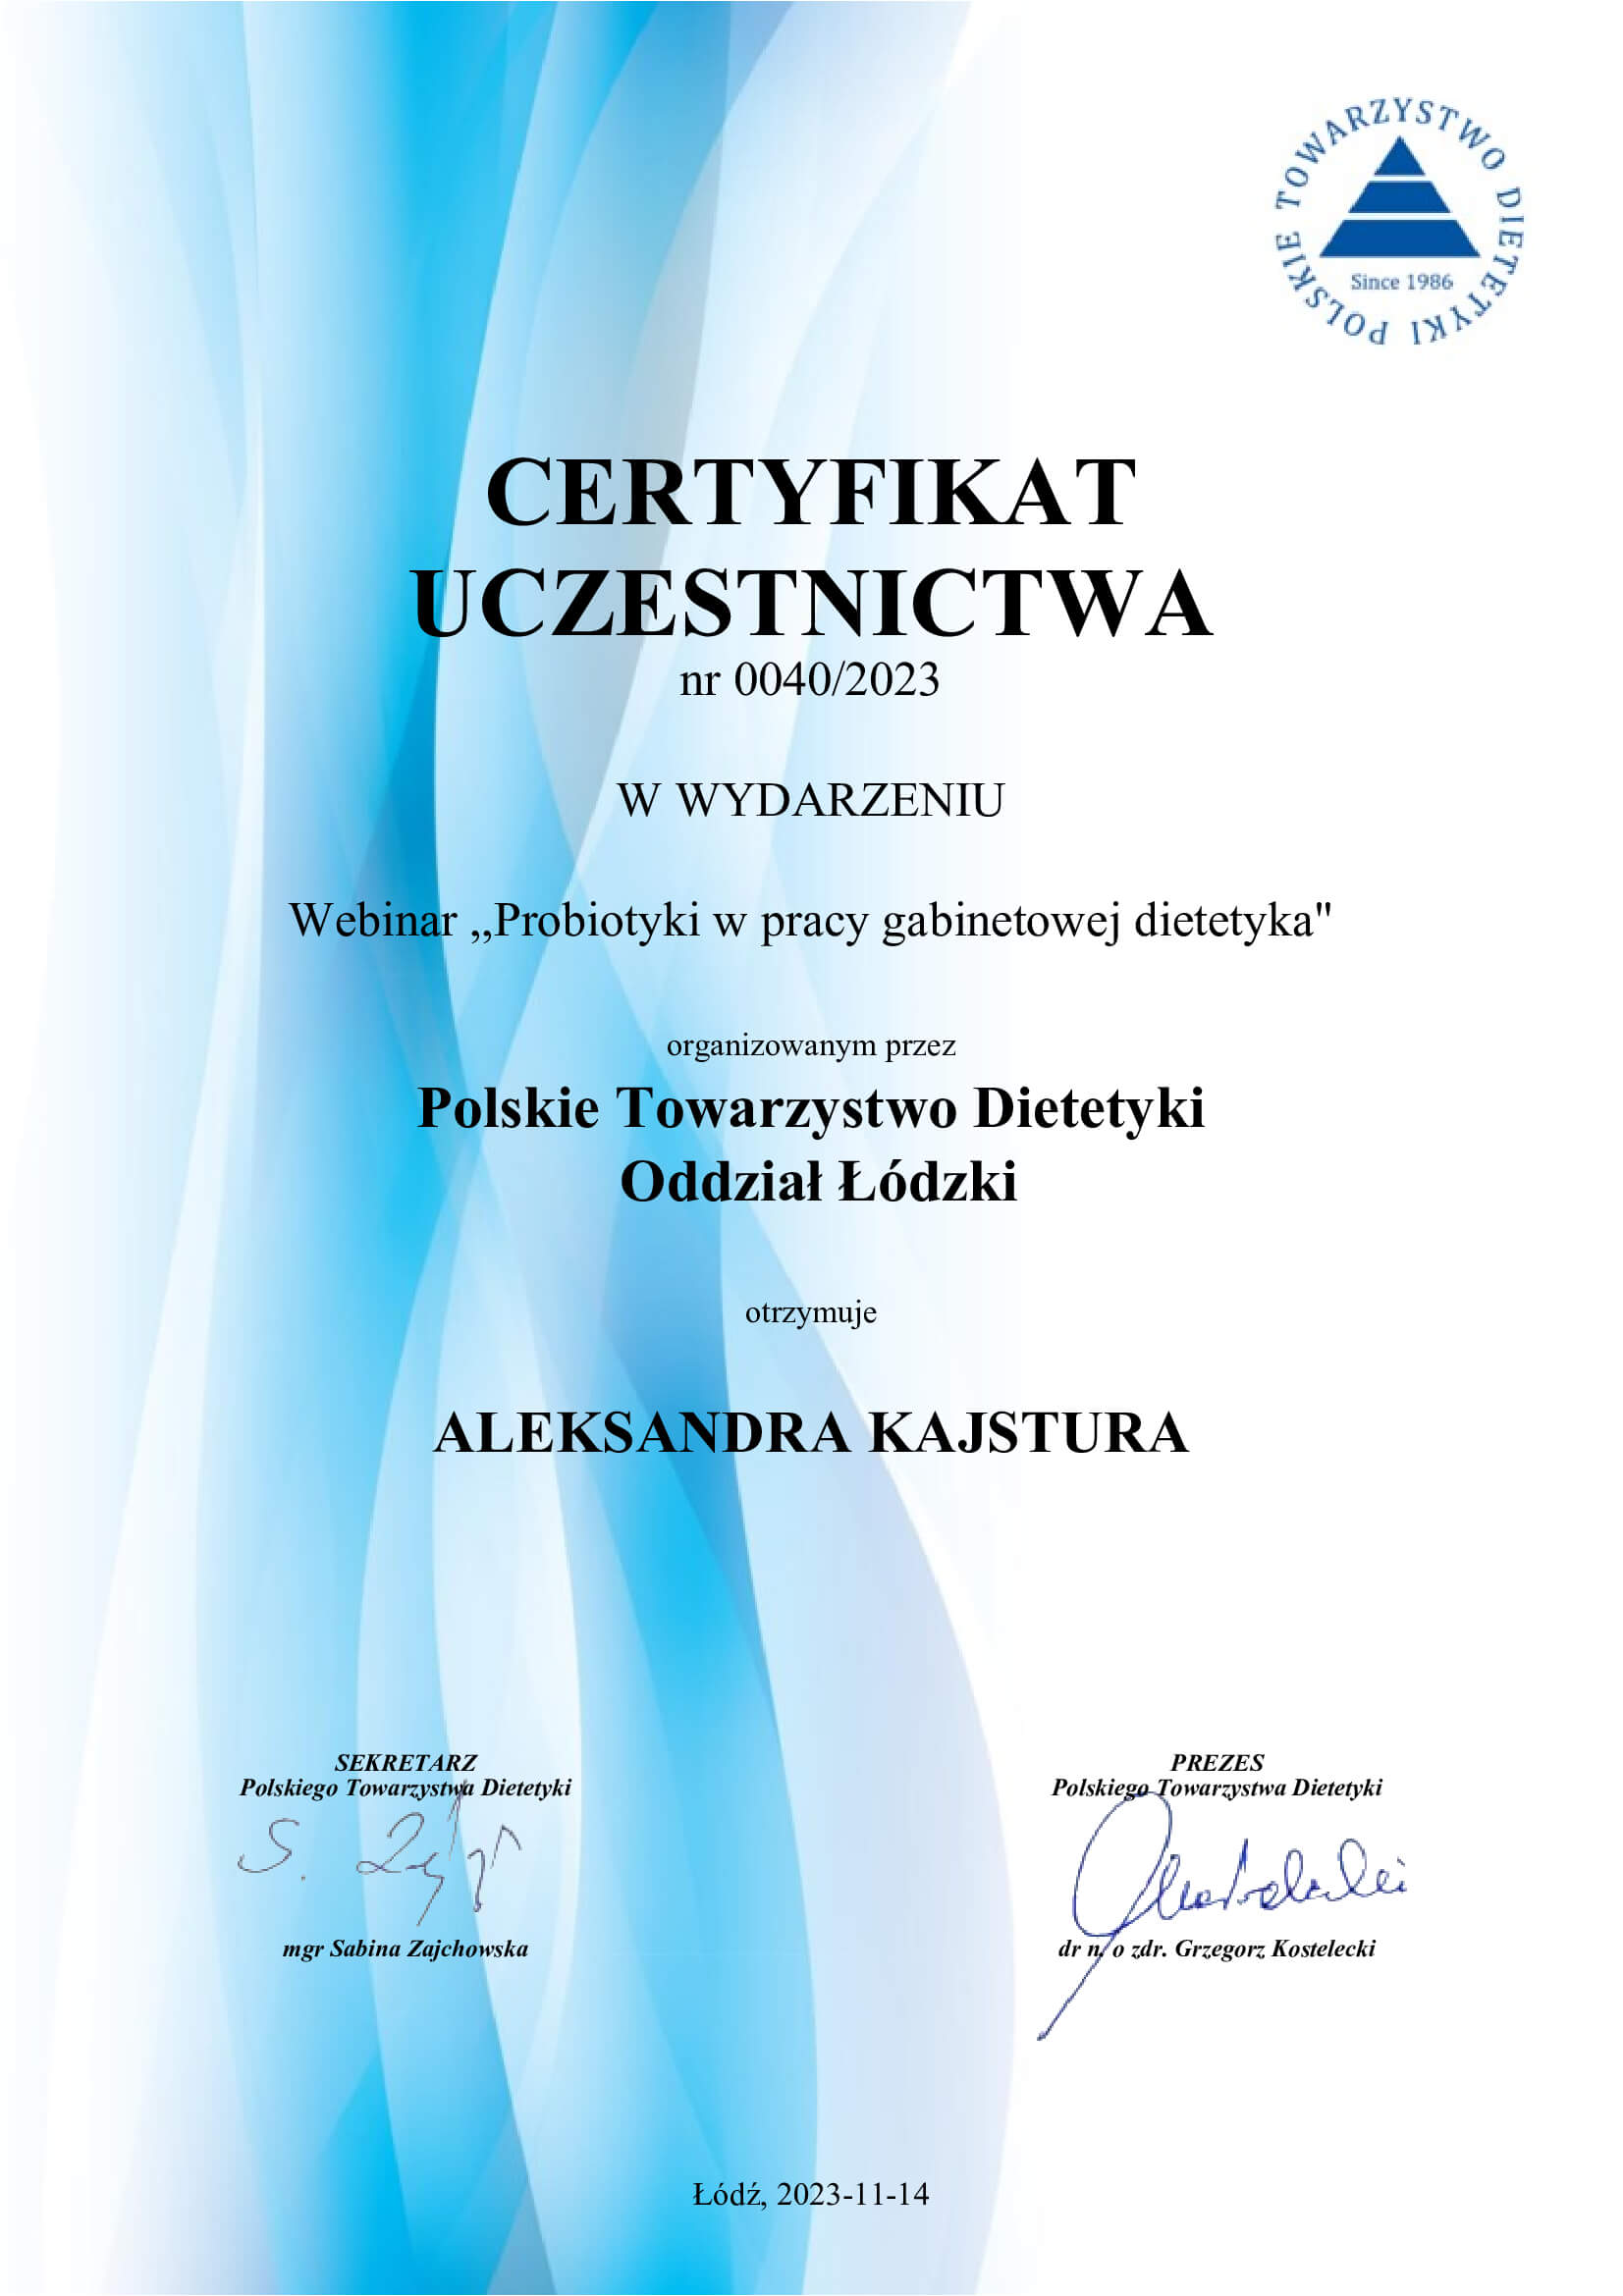 POLSKIE TOWARZYSTWO DIETETYKI
Since 1986
CERTYFIKAT
UCZESTNICTWA
nr 0040/2023
W WYDARZENIU
Webinar ,,Probiotyki w pracy gabinetowej dietetyka"
organizowanym przez
Polskie Towarzystwo Dietetyki
Oddział Łódzki
otrzymuje
ALEKSANDRA KAJSTURA
SEKRETARZ
Polskiego Towarzystwa Dietetyki
mgr Sabina Zajchowska
PREZES
Polskiego Towarzystwa Dietetyki
dr n. o zdr. Grzegorz Kostelecki
Łódź, 2023-11-14